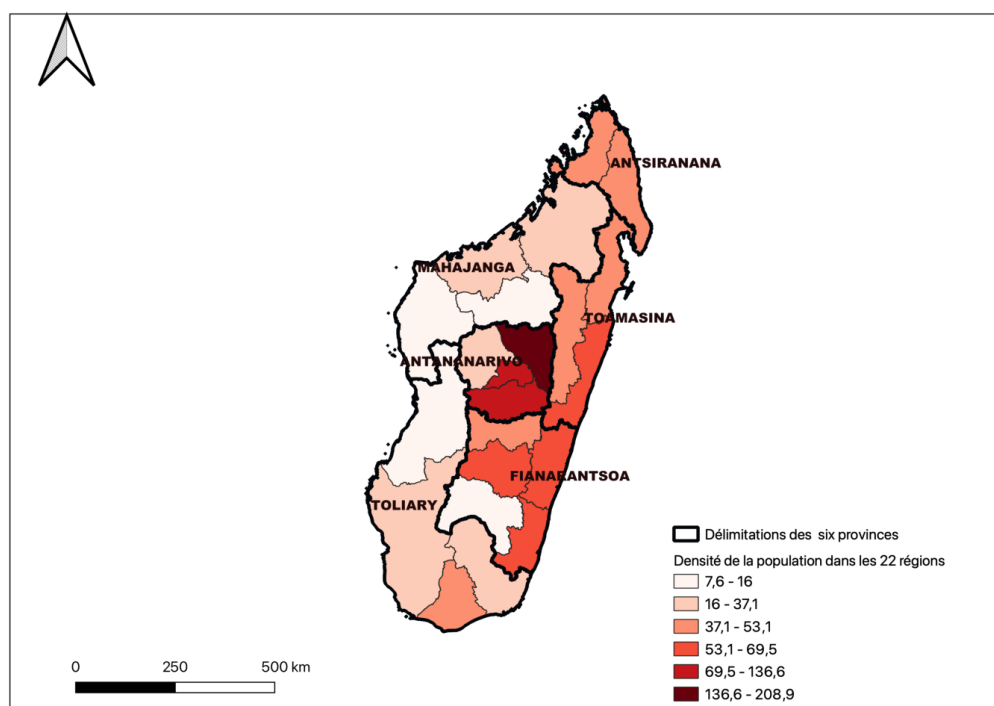 ANTSIRANANA
MAHAJANGA
TOAMASINA
ANTANANARIVO
FIANARANTSOA
TOLIARY
Délimitations des six provinces
Densité de la population dans les 22 régions
7,6 - 16
16 - 37,1
37,1 - 53,1
53,1 - 69,5
69,5 - 136,6
136,6 - 208,9
0 250 500 km